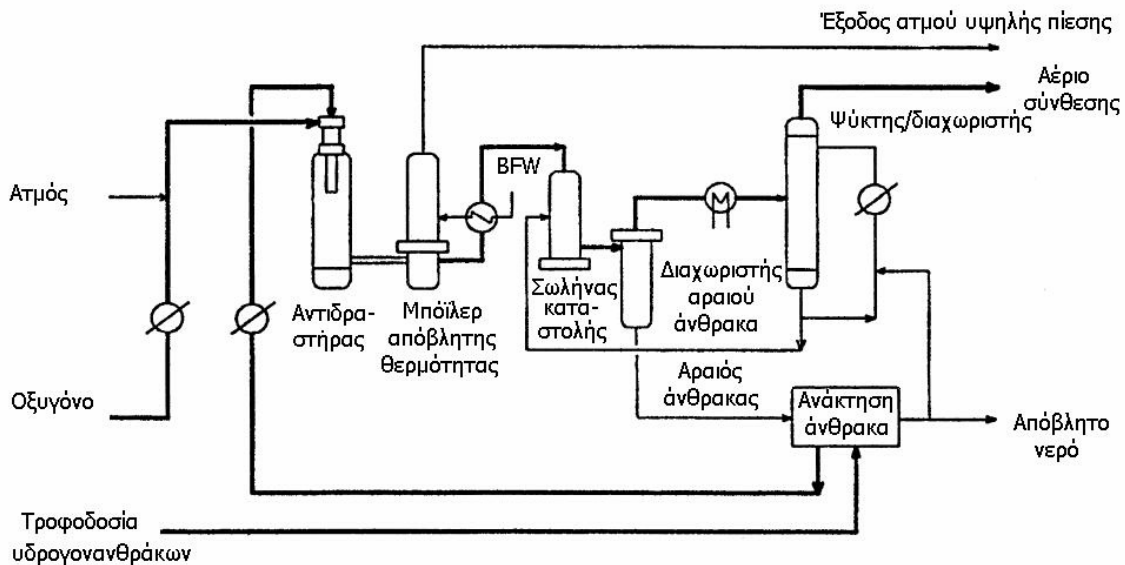 Έξοδος ατμού υψηλής πίεσης
Αέριο
σύνθεσης
Ψύκτης/διαχωριστής
BFW
Ατμός
Αντιδρα-
στήρας
Μπόϊλερ
απόβλητης
θερμότητας
Σωλήνας
κατα-
στολής
Διαχωριστής
αραιού
άνθρακα
Οξυγόνο
Αραιός
άνθρακας
Ανάκτηση
άνθρακα
Απόβλητο
νερό
Τροφοδοσία
υδρογονανθράκων